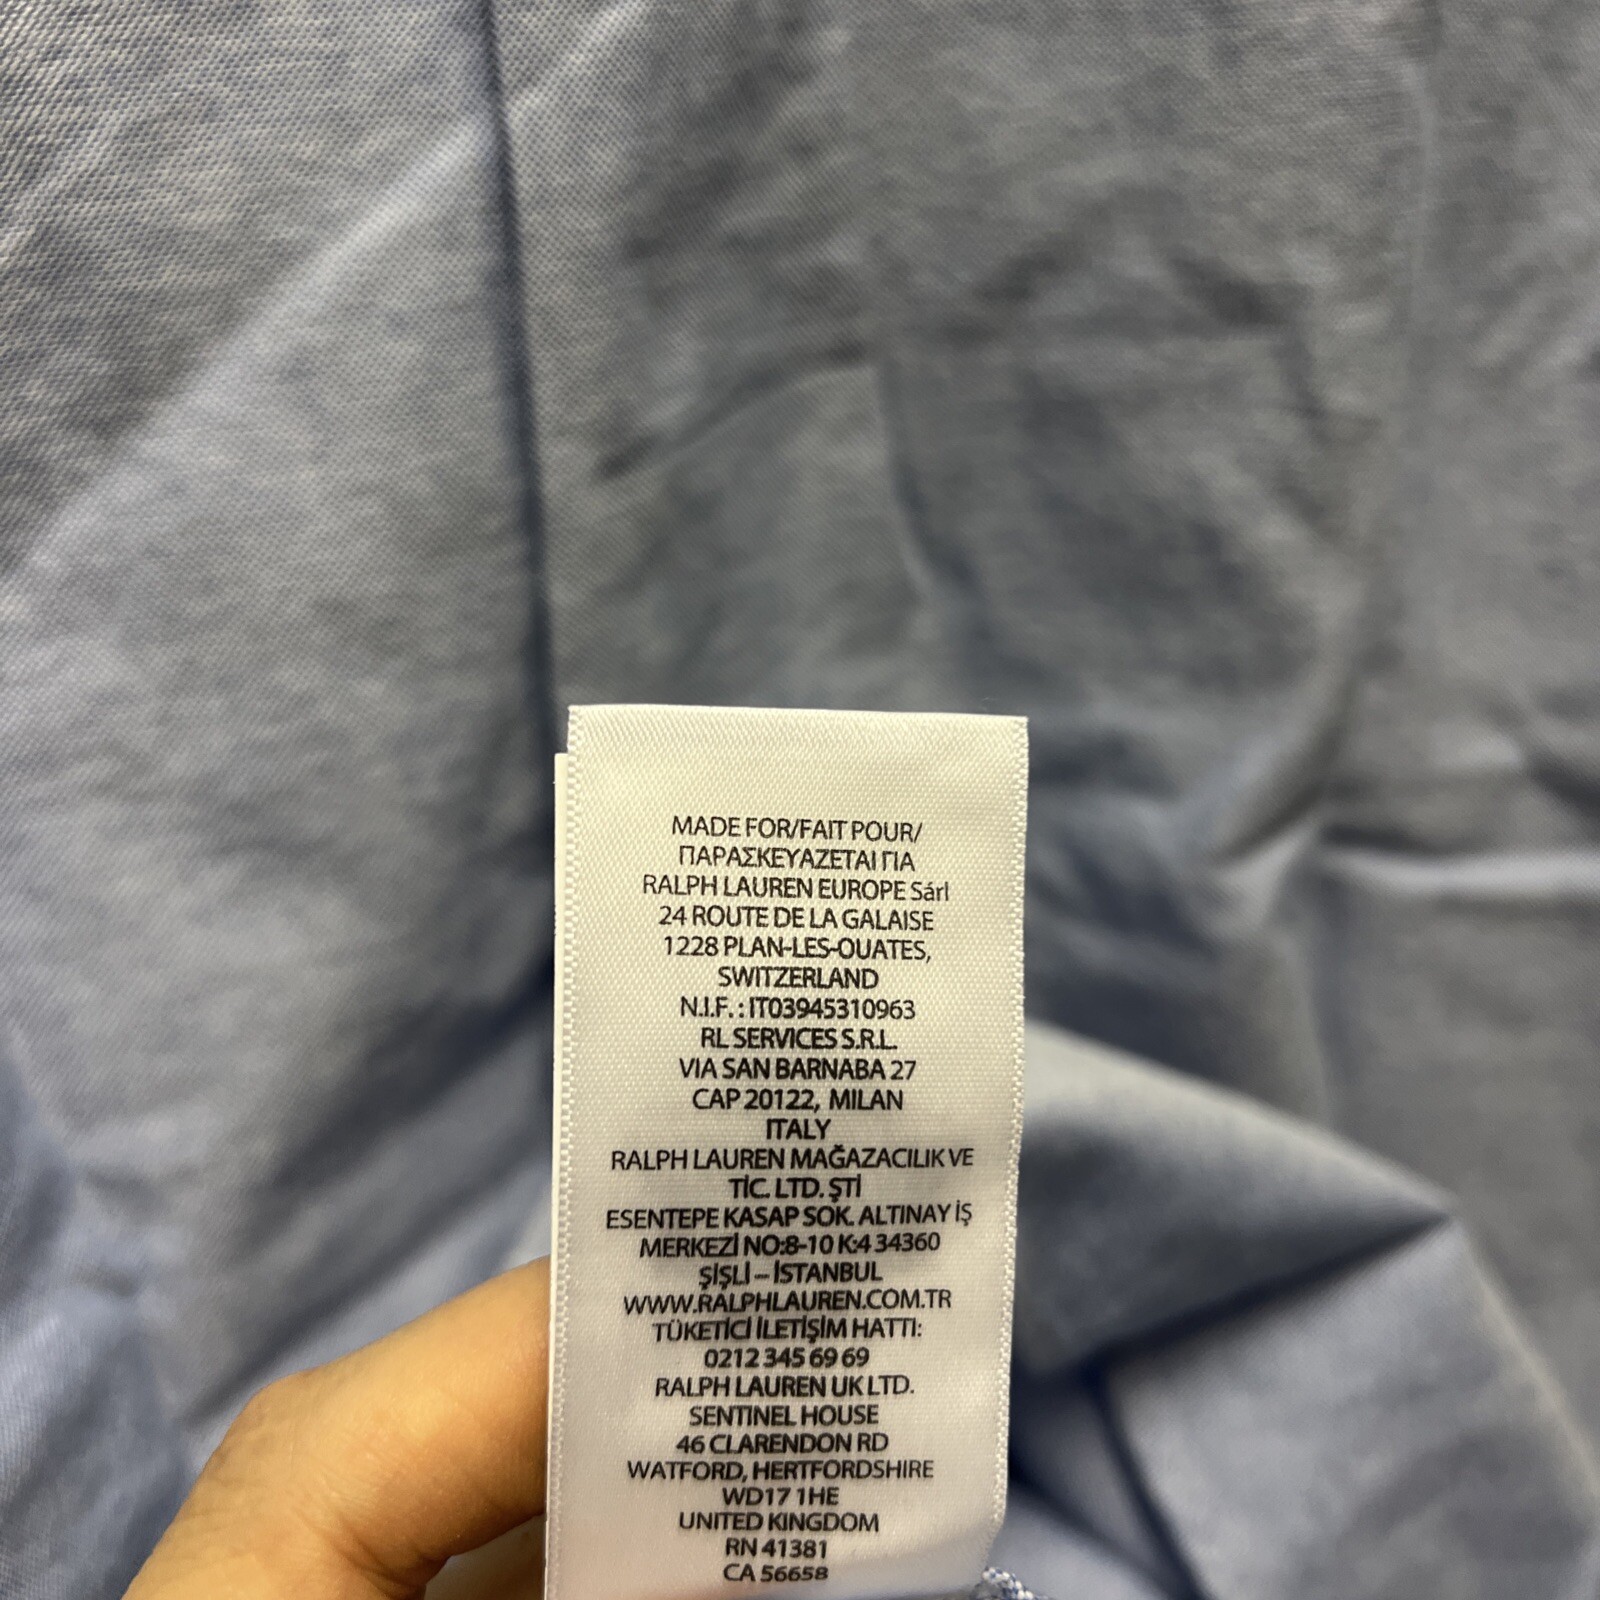 MADE FOR/FAIT POUR/
ΠΑΡΑΣΚΕΥΑΖΕΤΑΙ ΓΙΑ
RALPH LAUREN EUROPE Sárl
24 ROUTE DE LA GALAISE
1228 PLAN-LES-OUATES,
SWITZERLAND
N.I.F. : IT03945310963
RL SERVICES S.R.L.
VIA SAN BARNABA 27
CAP 20122, MILAN
ITALY
RALPH LAUREN MAĞAZACILIK VE
TİC. LTD. ŞTİ
ESENTEPE KASAP SOK. ALTINAY İŞ
MERKEZİ NO:8-10 K:4 34360
ŞİŞLİ – İSTANBUL
WWW.RALPHLAUREN.COM.TR
TÜKETİCİ İLETİŞİM HATTI:
0212 345 69 69
RALPH LAUREN UK LTD.
SENTINEL HOUSE
46 CLARENDON RD
WATFORD, HERTFORDSHIRE
WD17 1HE
UNITED KINGDOM
RN 41381
CA 56658